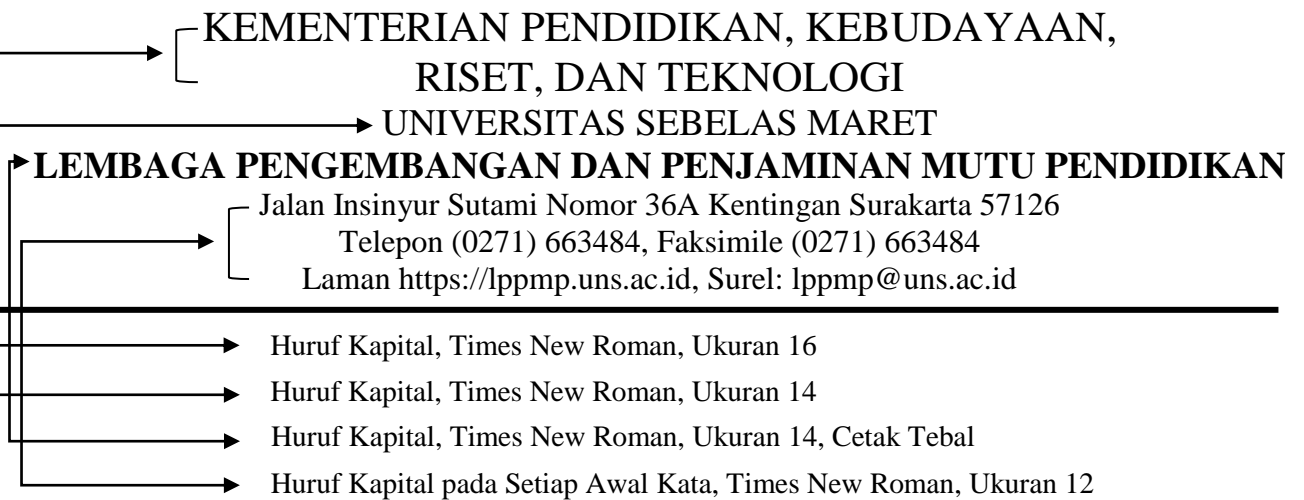 KEMENTERIAN PENDIDIKAN, KEBUDAYAAN,
RISET, DAN TEKNOLOGI
UNIVERSITAS SEBELAS MARET
LEMBAGA PENGEMBANGAN DAN PENJAMINAN MUTU PENDIDIKAN
Jalan Insinyur Sutami Nomor 36A Kentingan Surakarta 57126
Telepon (0271) 663484, Faksimile (0271) 663484
Laman https://lppmp.uns.ac.id, Surel: lppmp@uns.ac.id
Huruf Kapital, Times New Roman, Ukuran 16
Huruf Kapital, Times New Roman, Ukuran 14
Huruf Kapital, Times New Roman, Ukuran 14, Cetak Tebal
Huruf Kapital pada Setiap Awal Kata, Times New Roman, Ukuran 12